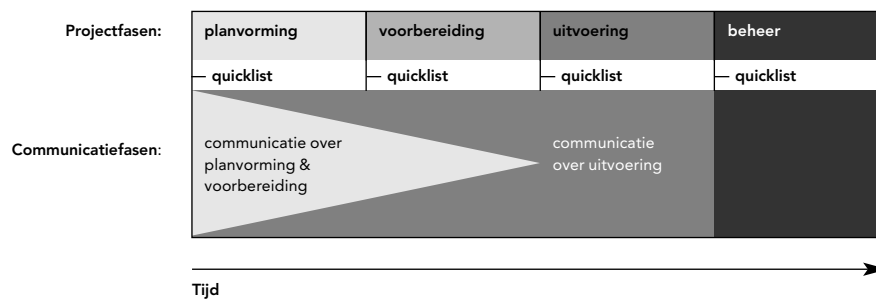 Projectfasen: planvorming voorbereiding uitvoering beheer
quicklist quicklist quicklist quicklist
Communicatiefasen:
communicatie over
planvorming &
voorbereiding
communicatie
over uitvoering
Tijd